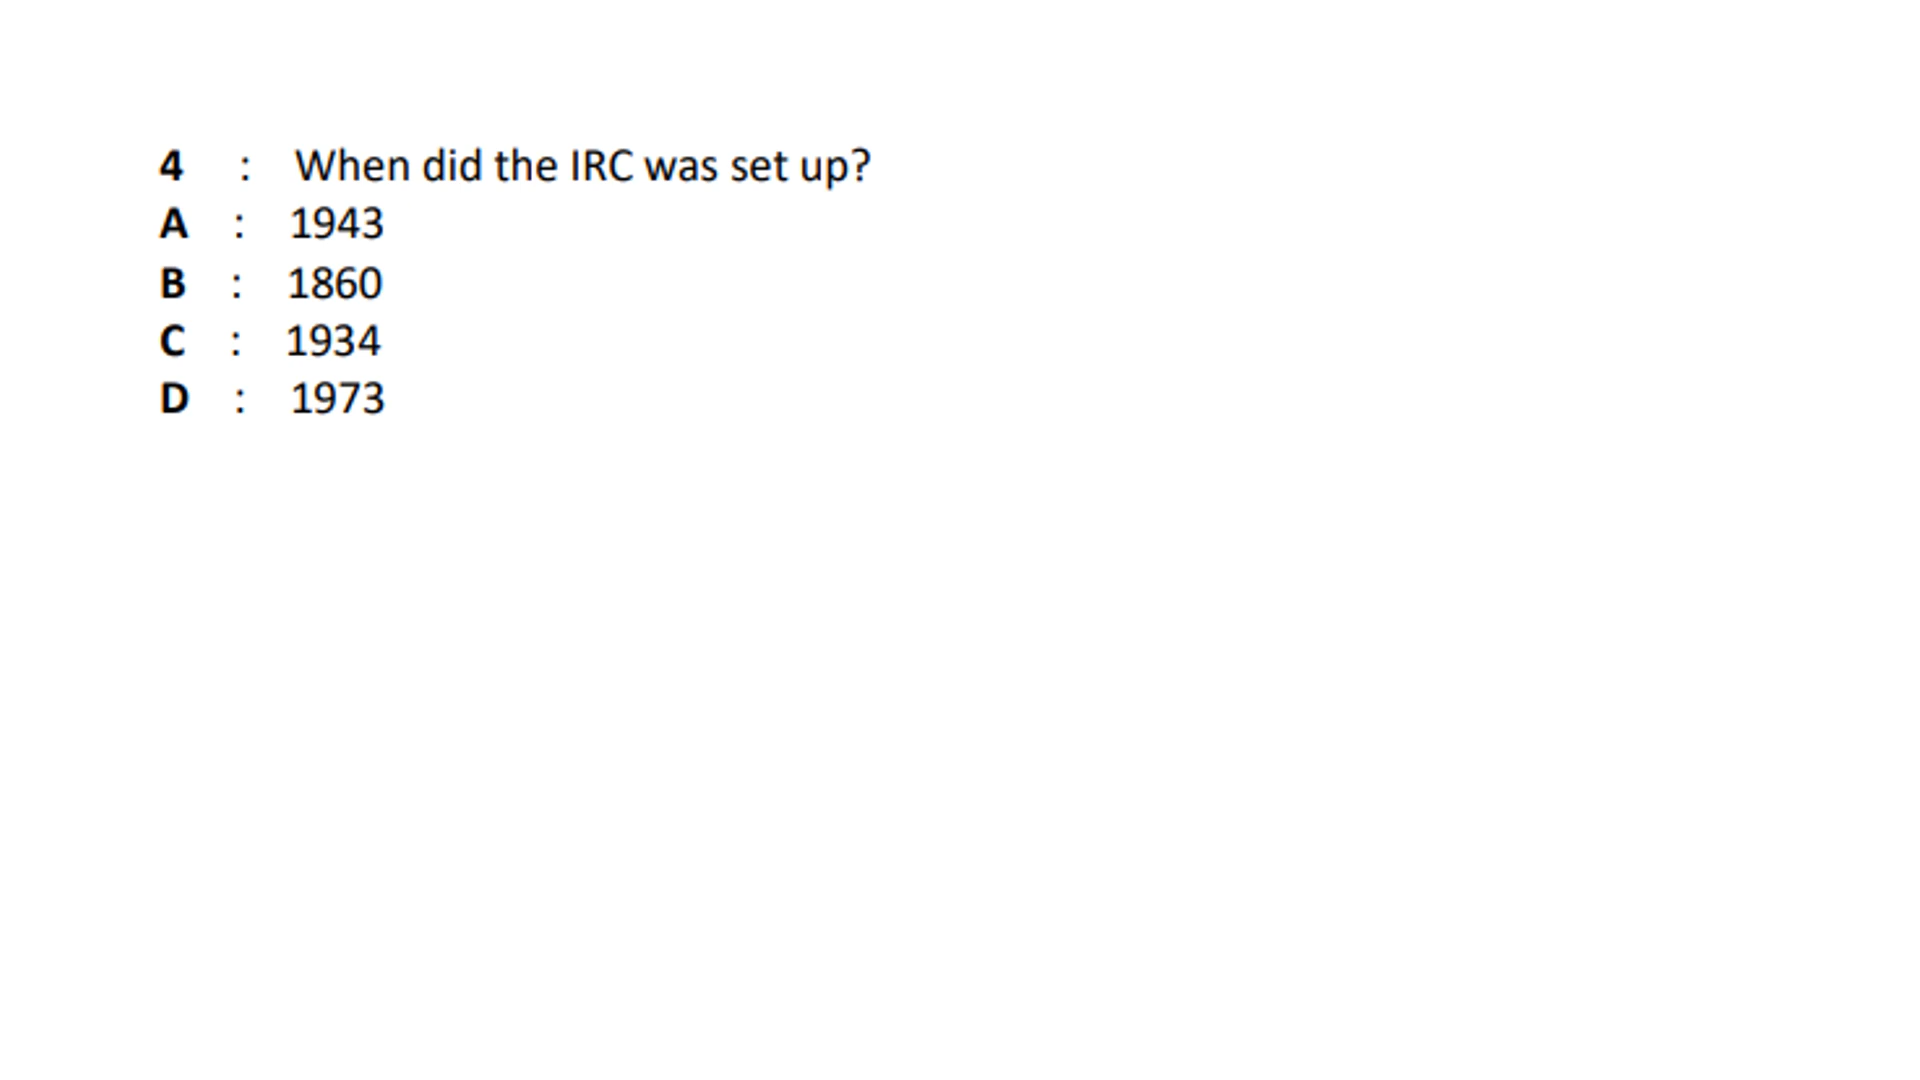 4 : When did the IRC was set up?
A : 1943
B : 1860
C : 1934
D : 1973